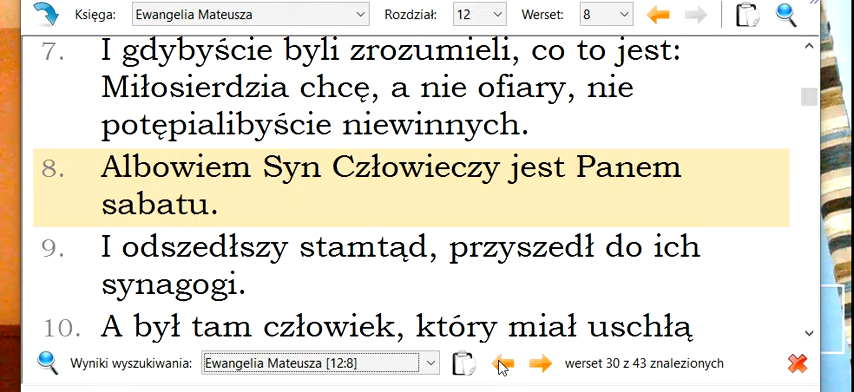 Księga: Ewangelia Mateusza Rozdział: 12 Werset: 8
7. I gdybyście byli zrozumieli, co to jest:
Miłosierdzia chcę, a nie ofiary, nie
potępialibyście niewinnych.
8. Albowiem Syn Człowieczy jest Panem
sabatu.
9. I odszedłszy stamtąd, przyszedł do ich
synagogi.
10. A był tam człowiek, który miał uschłą
Wyniki wyszukiwania: Ewangelia Mateusza [12:8] werset 30 z 43 znalezionych